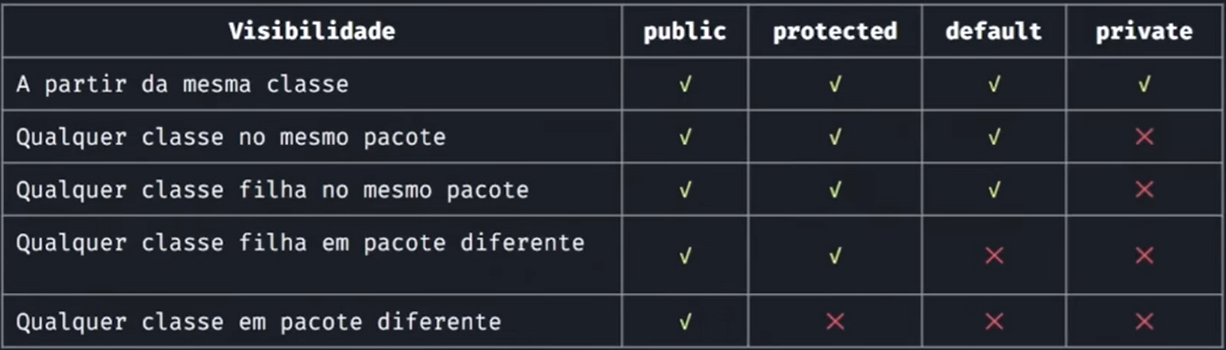 Visibilidade public protected default private
A partir da mesma classe √ √ √ √
Qualquer classe no mesmo pacote √ √ √ ×
Qualquer classe filha no mesmo pacote √ √ √ ×
Qualquer classe filha em pacote diferente √ √ × ×
Qualquer classe em pacote diferente √ × × ×